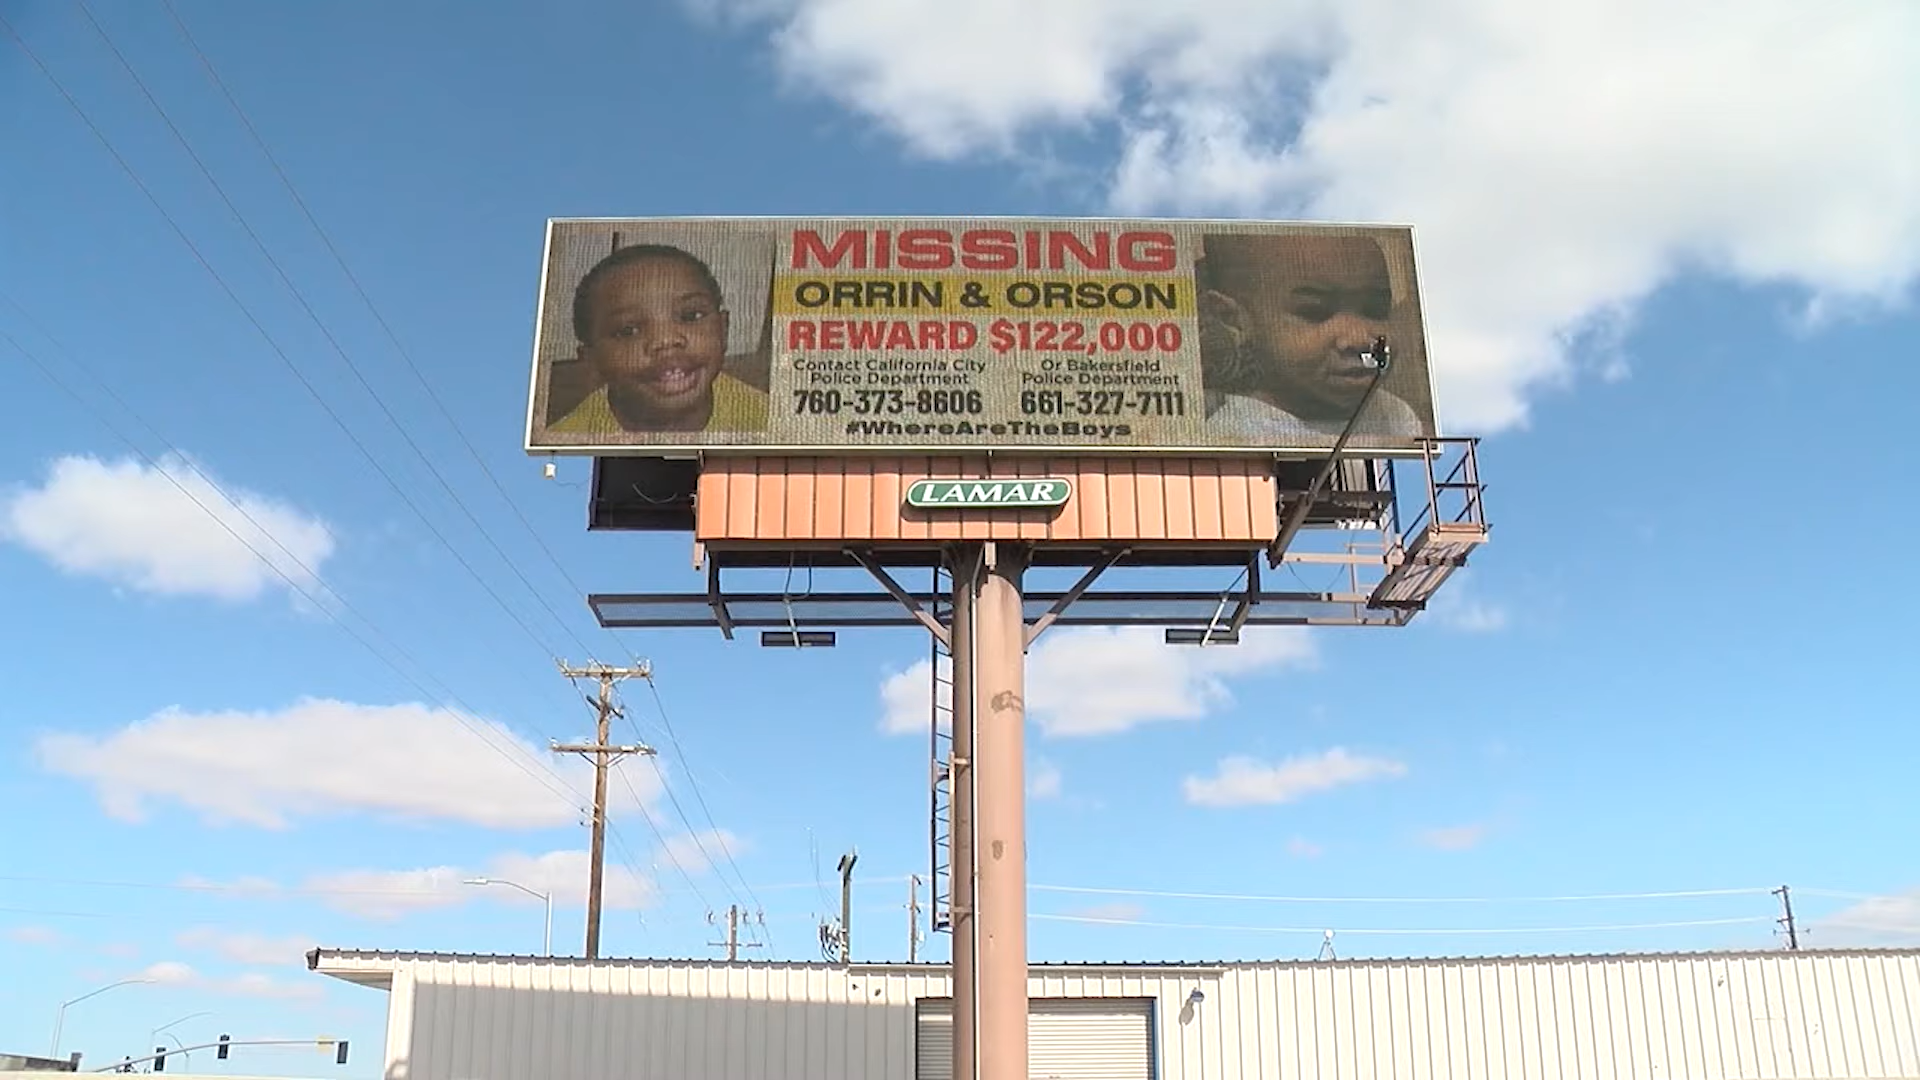 MISSING
ORRIN & ORSON
REWARD $122,000
Contact California City
Police Department
760-373-8606
Or Bakersfield
Police Department
661-327-7111
#WhereAreTheBoys
LAMAR